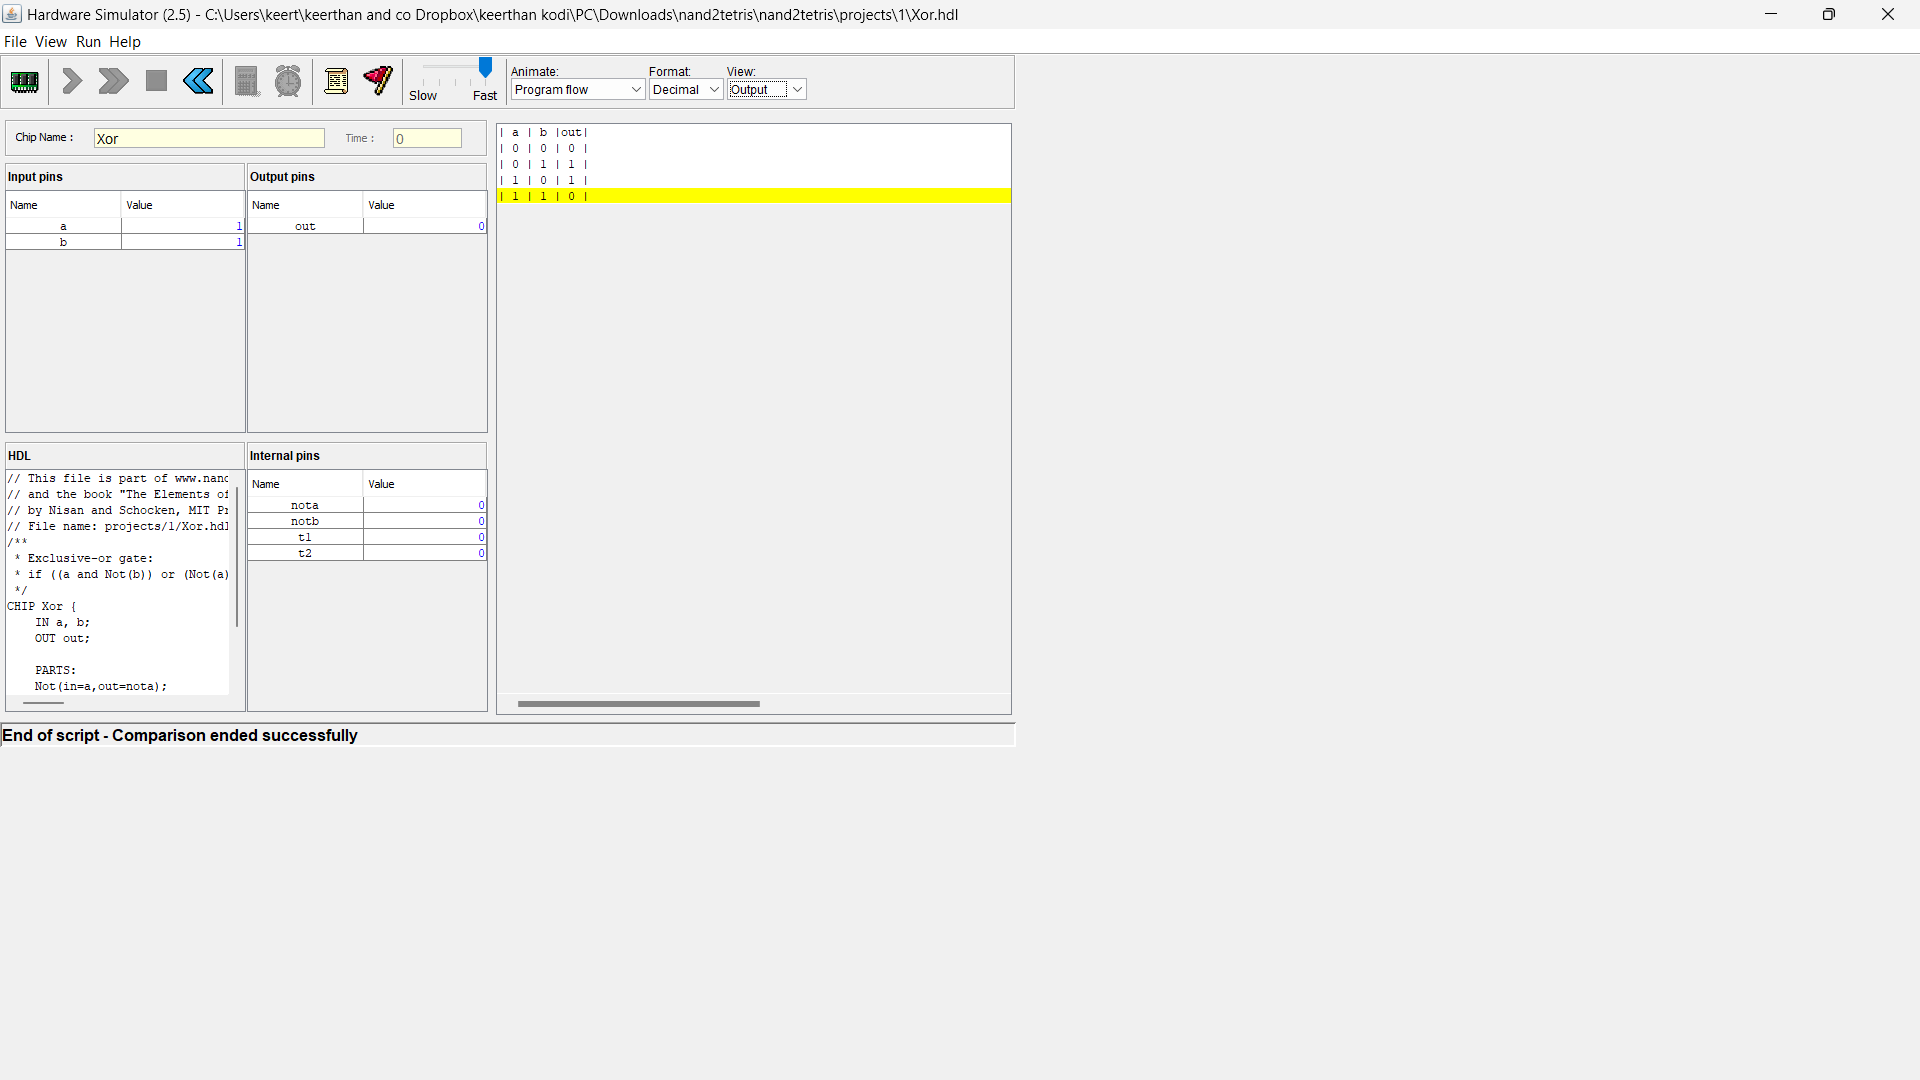 Hardware Simulator (2.5) - C:\Users\keert\keerthan and co Dropbox\keerthan kodi\PC\Downloads\nand2tetris\nand2tetris\projects\1\Xor.hdl
File View Run Help
Slow Fast
Animate: Format: View:
Program flow Decimal Output
Chip Name : Xor Time : 0
Input pins
Name Value
a 1
b 1
Output pins
Name Value
out 0
HDL
// This file is part of www.nand
// and the book "The Elements of
// by Nisan and Schocken, MIT Pr
// File name: projects/1/Xor.hdl
/**
* Exclusive-or gate:
* if ((a and Not(b)) or (Not(a)
*/
CHIP Xor {
IN a, b;
OUT out;
PARTS:
Not(in=a,out=nota);
Internal pins
Name Value
nota 0
notb 0
t1 0
t2 0
| a | b |out|
| 0 | 0 | 0 |
| 0 | 1 | 1 |
| 1 | 0 | 1 |
| 1 | 1 | 0 |
End of script - Comparison ended successfully